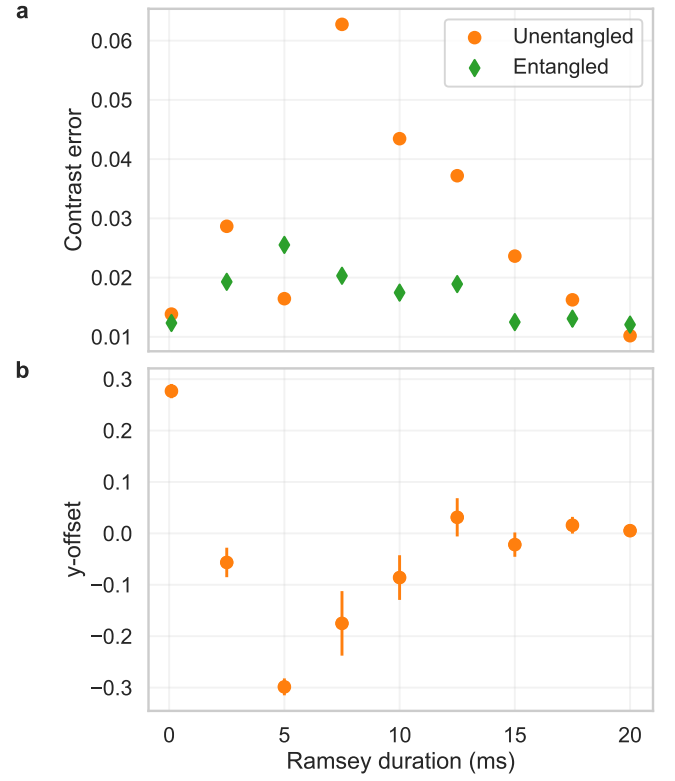 a
Unentangled
Entangled
0.06
0.05
0.04
0.03
0.02
0.01
Contrast error
b
0.3
0.2
0.1
0.0
−0.1
−0.2
−0.3
y-offset
0 5 10 15 20
Ramsey duration (ms)